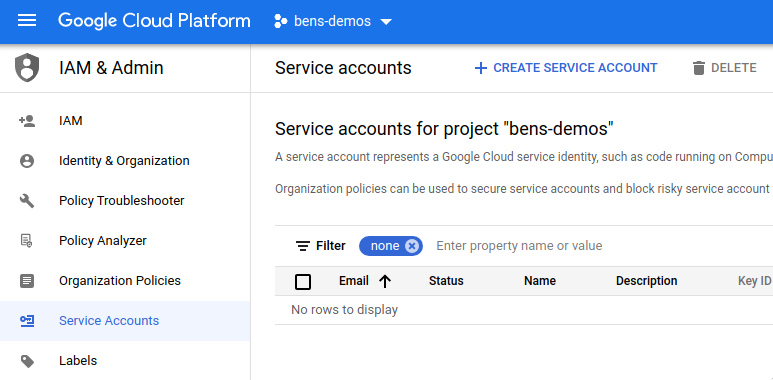 Google Cloud Platform bens-demos
IAM & Admin
Service accounts
CREATE SERVICE ACCOUNT
DELETE
IAM
Identity & Organization
Policy Troubleshooter
Policy Analyzer
Organization Policies
Service Accounts
Labels
Service accounts for project "bens-demos"
A service account represents a Google Cloud service identity, such as code running on Compu
Organization policies can be used to secure service accounts and block risky service account
Filter none Enter property name or value
Email Status Name Description Key ID
No rows to display